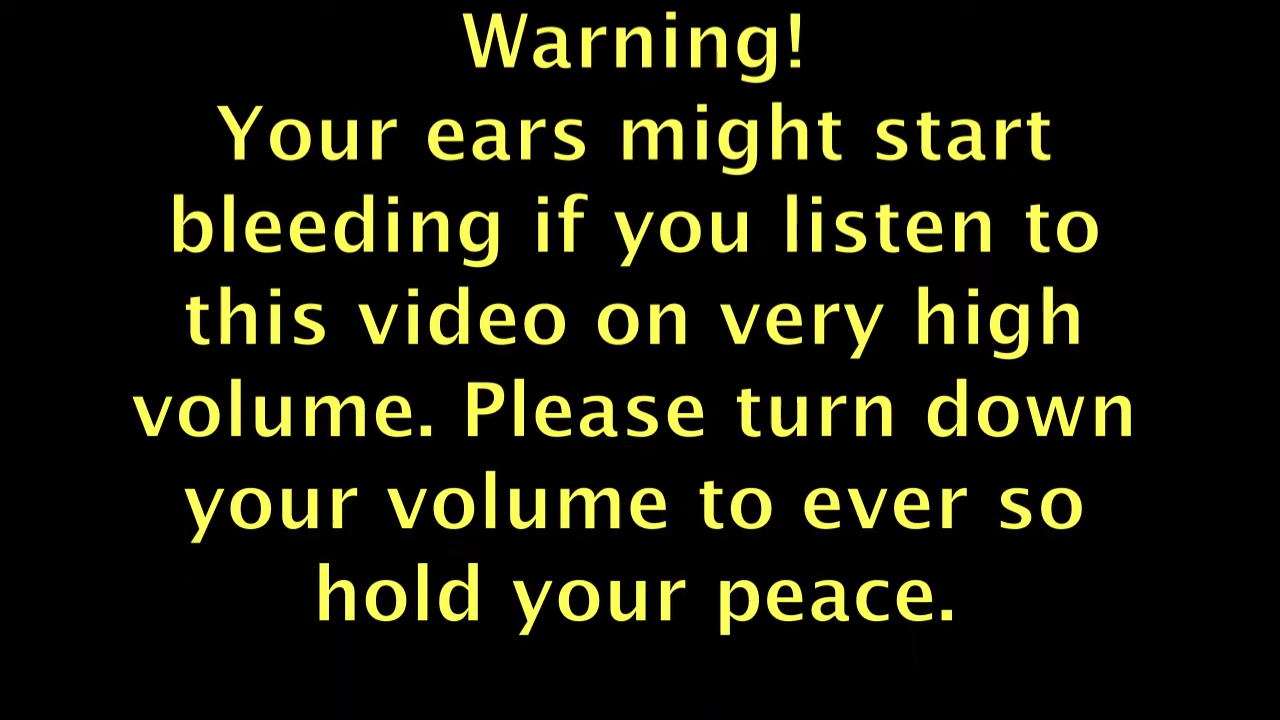 Warning!
Your ears might start
bleeding if you listen to
this video on very high
volume. Please turn down
your volume to ever so
hold your peace.